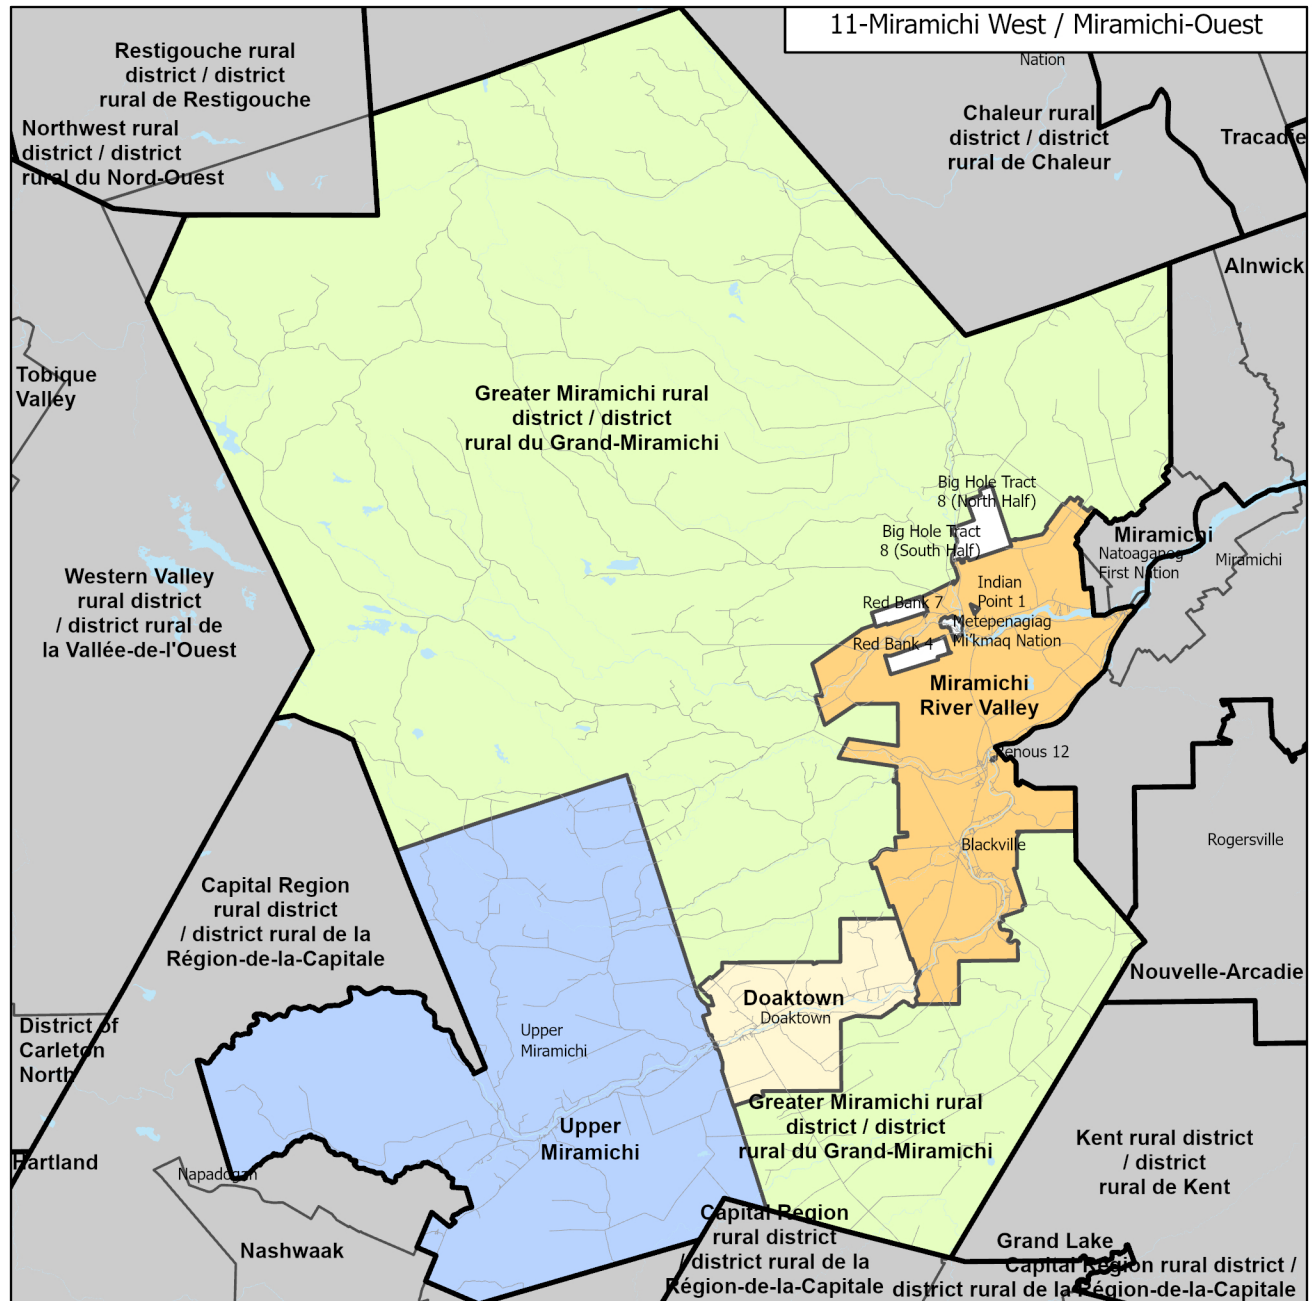 11-Miramichi West / Miramichi-Ouest
Restigouche rural
district / district
rural de Restigouche
Northwest rural
district / district
rural du Nord-Ouest
Nation
Chaleur rural
district / district
rural de Chaleur
Tracadie
Alnwick
Tobique
Valley
Greater Miramichi rural
district / district
rural du Grand-Miramichi
Big Hole Tract
8 (North Half)
Big Hole Tract
8 (South Half)
Miramichi
Natoaganeg
First Nation
Miramichi
Western Valley
rural district
/ district rural de
la Vallée-de-l'Ouest
Indian
Point 1
Red Bank 7
Metepenagiag
Mi'kmaq Nation
Red Bank 4
Miramichi
River Valley
Renous 12
Rogersville
Blackville
Capital Region
rural district
/ district rural de la
Région-de-la-Capitale
Nouvelle-Arcadie
Doaktown
Doaktown
District of
Carleton
North
Upper
Miramichi
Upper
Miramichi
Greater Miramichi rural
district / district
rural du Grand-Miramichi
Kent rural district
/ district
rural de Kent
Hartland
Napadogan
Nashwaak
Capital Region
rural district
/ district rural de la
Région-de-la-Capitale
Grand Lake
Capital Region rural district /
district rural de la Région-de-la-Capitale